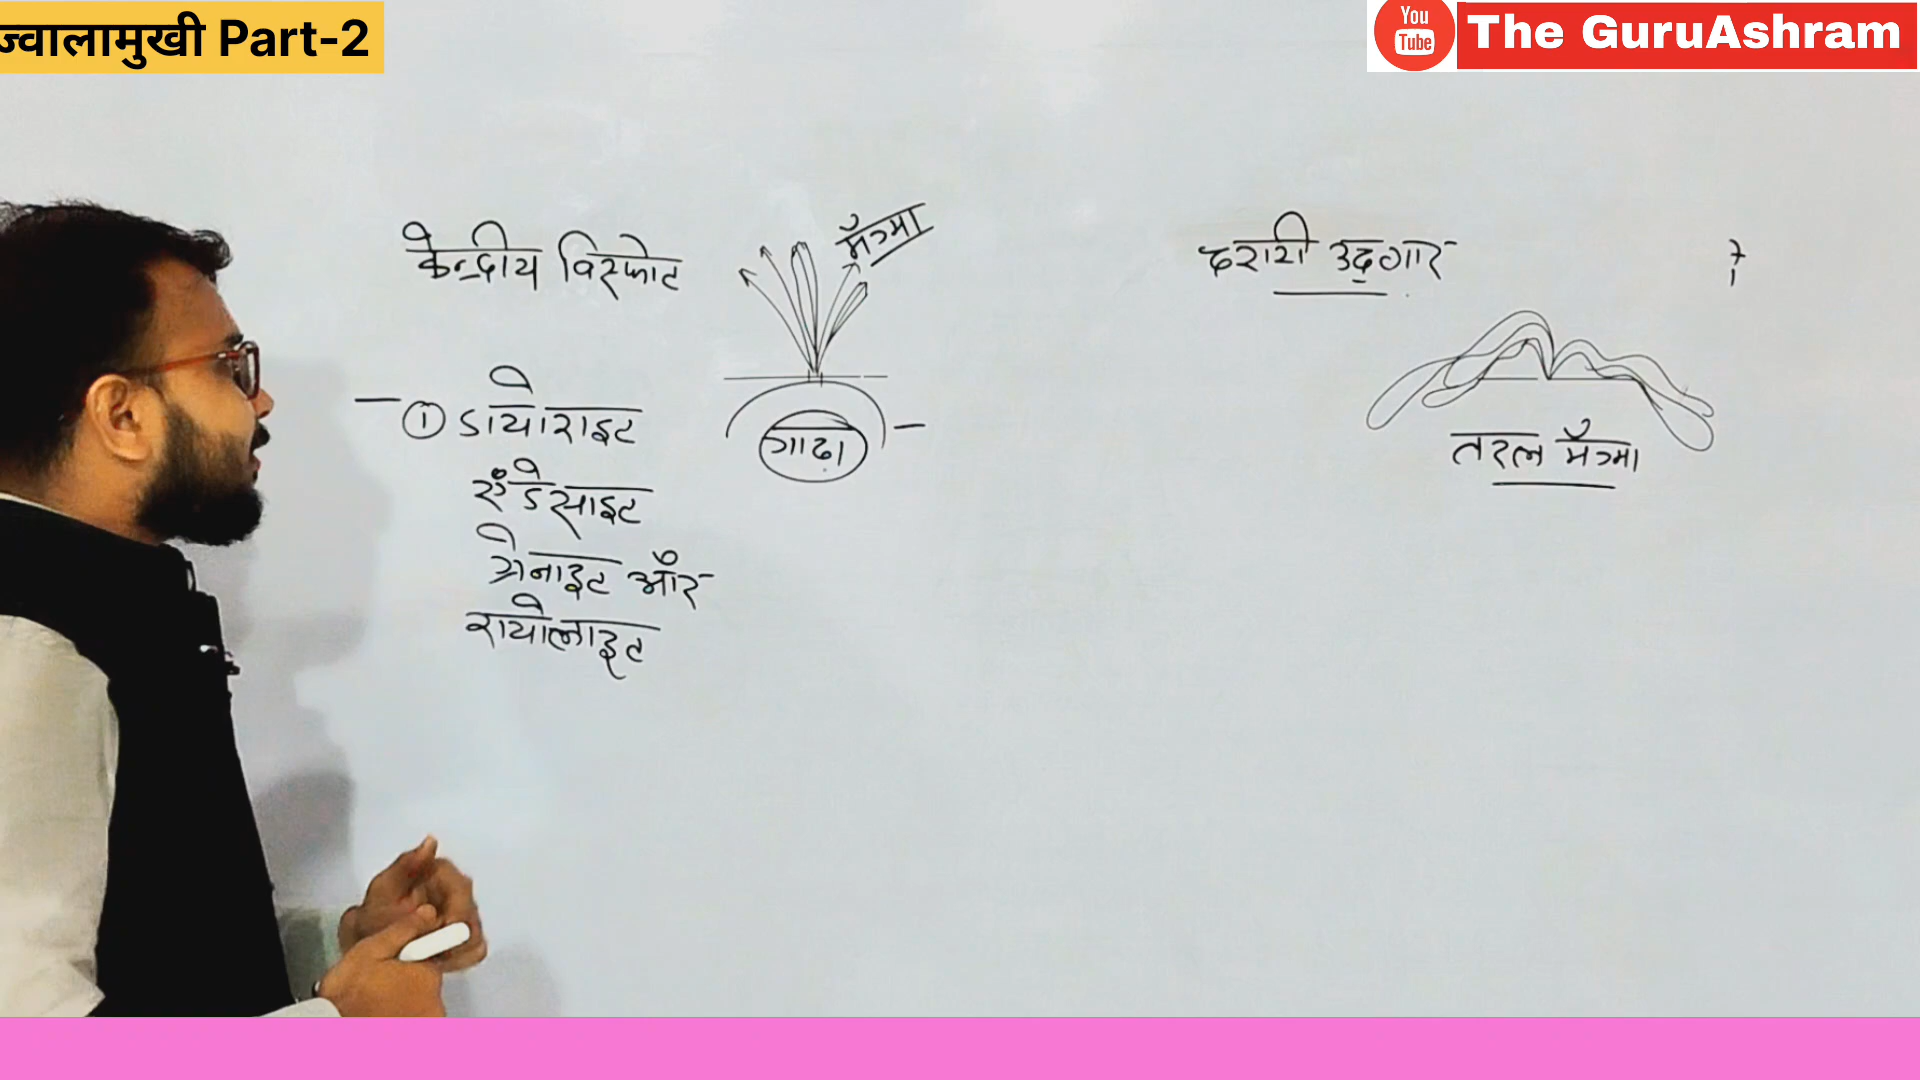 ज्वालामुखी Part-2
You
Tube
The GuruAshram
केन्द्रीय विस्फोट
मैग्मा
① डायोराइट
गाढ़ा
एंडेसाइट
ग्रेनाइट और
रायोलाइट
दरारी उद्गार
तरल मैग्मा